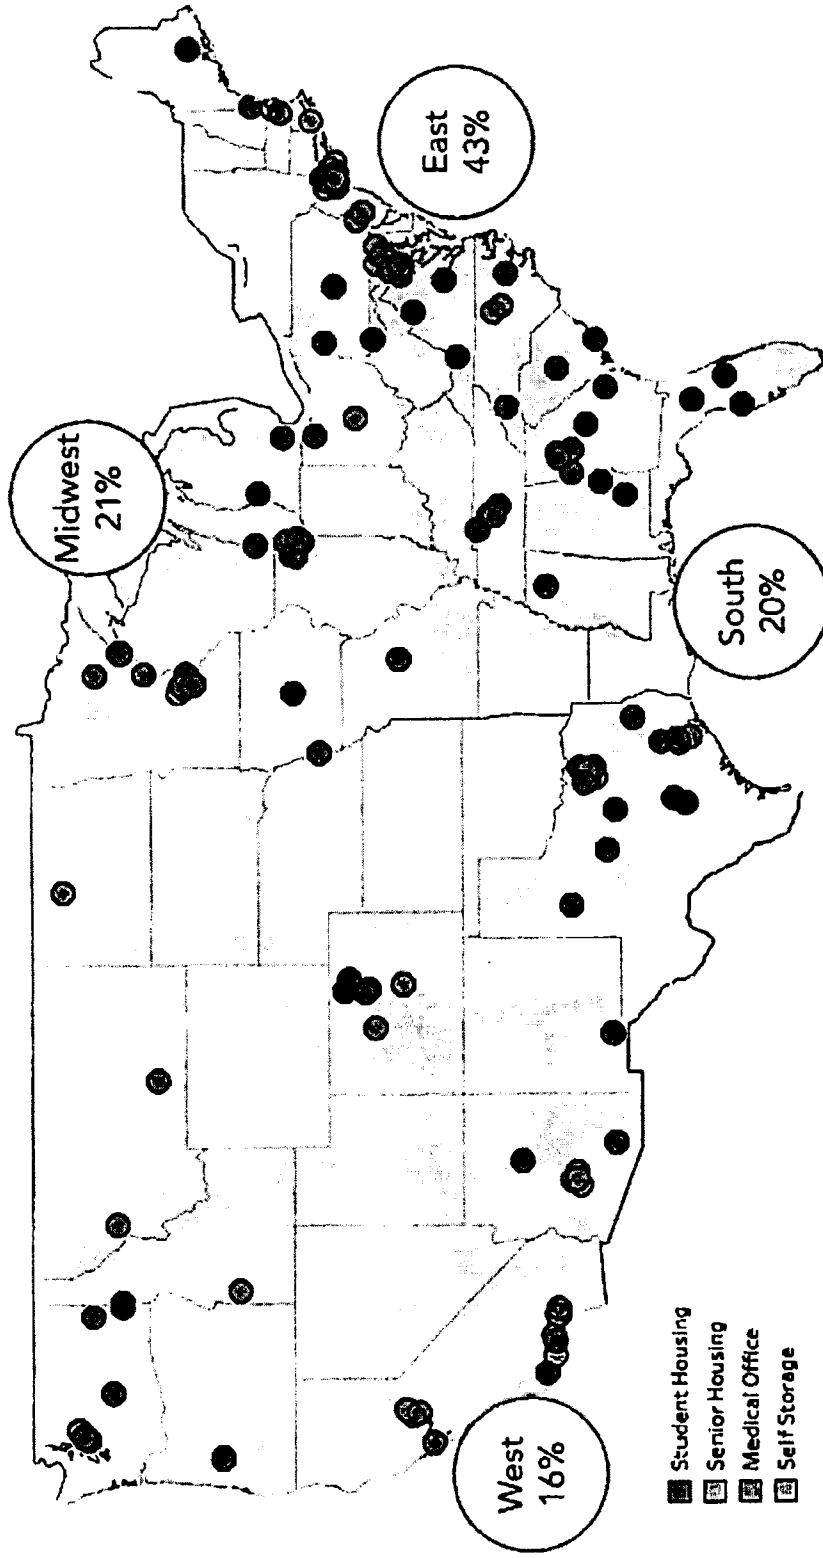 Midwest
21%
East
43%
South
20%
West
16%
Student Housing
Senior Housing
Medical Office
Self Storage